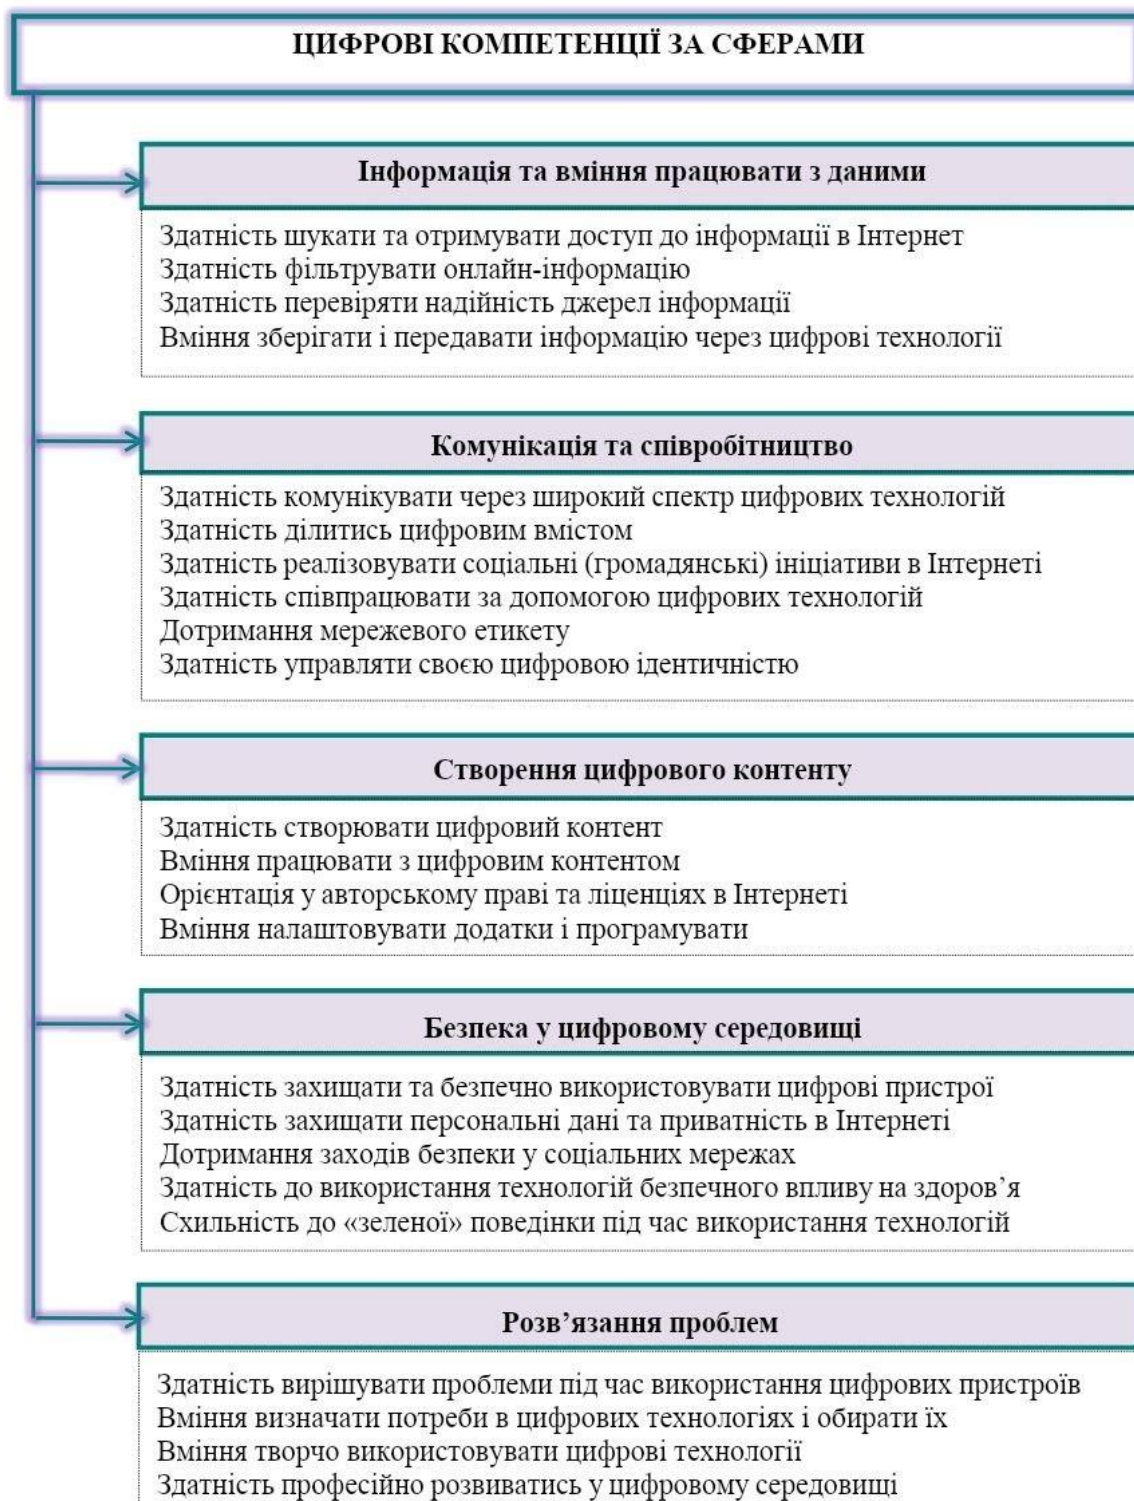 ЦИФРОВІ КОМПЕТЕНЦІЇ ЗА СФЕРАМИ
Інформація та вміння працювати з даними
Здатність шукати та отримувати доступ до інформації в Інтернет
Здатність фільтрувати онлайн-інформацію
Здатність перевіряти надійність джерел інформації
Вміння зберігати і передавати інформацію через цифрові технології
Комунікація та співробітництво
Здатність комунікувати через широкий спектр цифрових технологій
Здатність ділитись цифровим вмістом
Здатність реалізовувати соціальні (громадянські) ініціативи в Інтернеті
Здатність співпрацювати за допомогою цифрових технологій
Дотримання мережевого етикету
Здатність управляти своєю цифровою ідентичністю
Створення цифрового контенту
Здатність створювати цифровий контент
Вміння працювати з цифровим контентом
Орієнтація у авторському праві та ліценціях в Інтернеті
Вміння налаштовувати додатки і програмувати
Безпека у цифровому середовищі
Здатність захищати та безпечно використовувати цифрові пристрої
Здатність захищати персональні дані та приватність в Інтернеті
Дотримання заходів безпеки у соціальних мережах
Здатність до використання технологій безпечного впливу на здоров’я
Схильність до «зеленої» поведінки під час використання технологій
Розв’язання проблем
Здатність вирішувати проблеми під час використання цифрових пристроїв
Вміння визначати потреби в цифрових технологіях і обирати їх
Вміння творчо використовувати цифрові технології
Здатність професійно розвиватись у цифровому середовищі